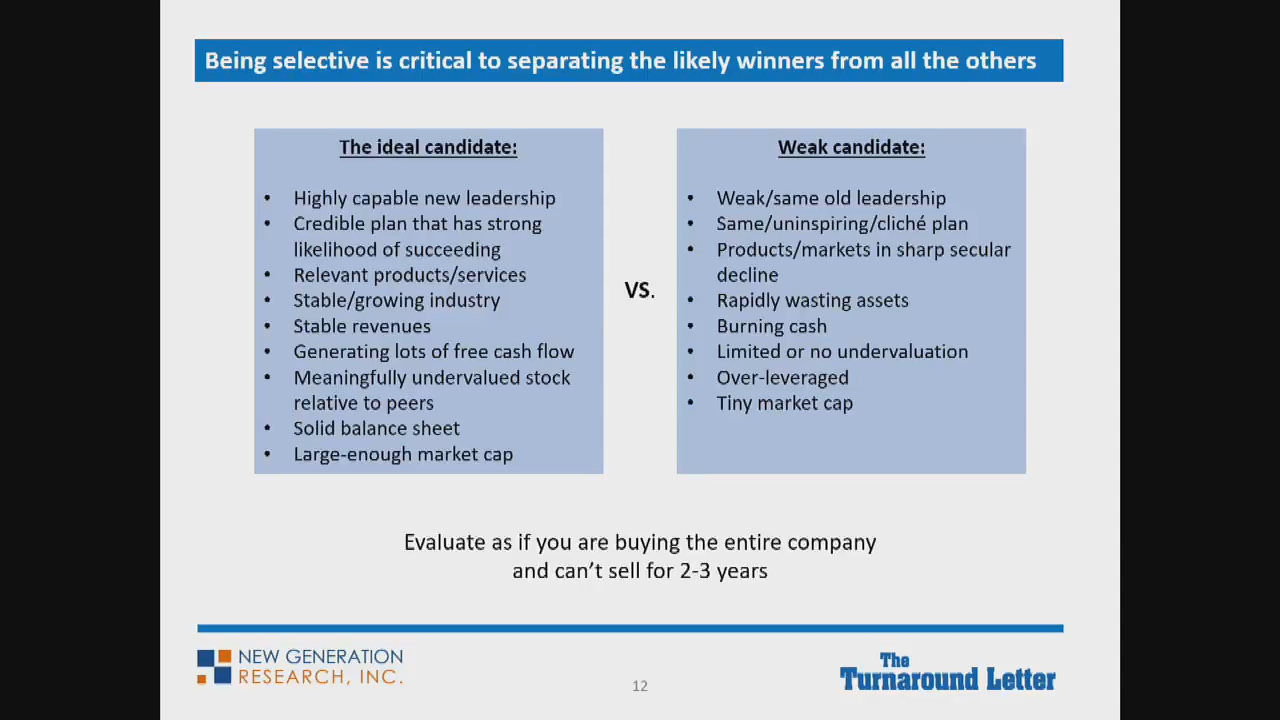 Being selective is critical to separating the likely winners from all the others
The ideal candidate:
• Highly capable new leadership
• Credible plan that has strong
likelihood of succeeding
• Relevant products/services
• Stable/growing industry
• Stable revenues
• Generating lots of free cash flow
• Meaningfully undervalued stock
relative to peers
• Solid balance sheet
• Large-enough market cap
VS.
Weak candidate:
• Weak/same old leadership
• Same/uninspiring/cliché plan
• Products/markets in sharp secular
decline
• Rapidly wasting assets
• Burning cash
• Limited or no undervaluation
• Over-leveraged
• Tiny market cap
Evaluate as if you are buying the entire company
and can’t sell for 2-3 years
NEW GENERATION
RESEARCH, INC.
12
The
Turnaround Letter